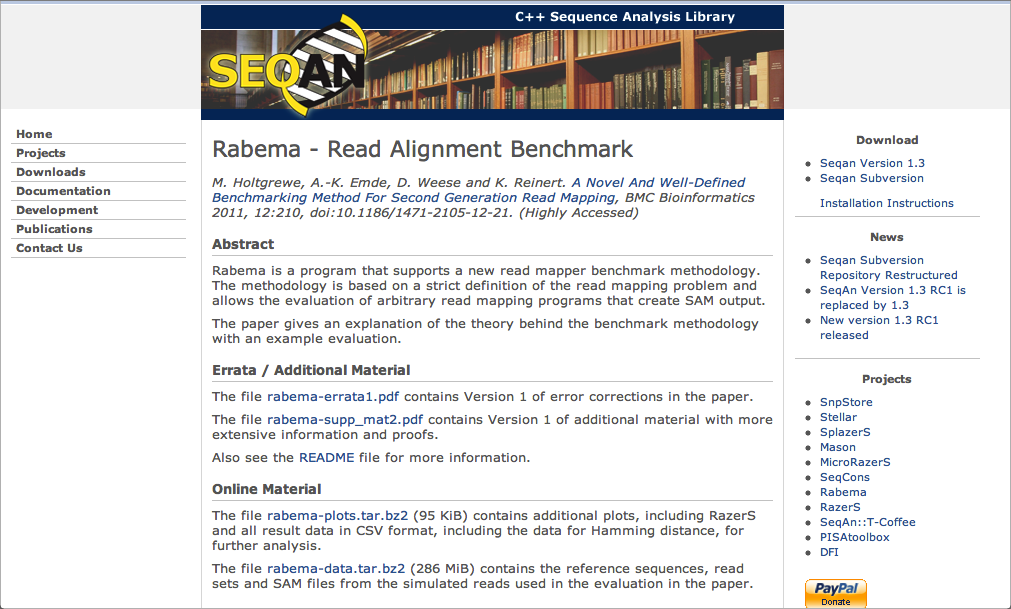 C++ Sequence Analysis Library
SEQAN
Home
Projects
Downloads
Documentation
Development
Publications
Contact Us
Rabema - Read Alignment Benchmark
M. Holtgrewe, A.-K. Emde, D. Weese and K. Reinert. A Novel And Well-Defined
Benchmarking Method For Second Generation Read Mapping, BMC Bioinformatics
2011, 12:210, doi:10.1186/1471-2105-12-21. (Highly Accessed)
Abstract
Rabema is a program that supports a new read mapper benchmark methodology.
The methodology is based on a strict definition of the read mapping problem and
allows the evaluation of arbitrary read mapping programs that create SAM output.
The paper gives an explanation of the theory behind the benchmark methodology
with an example evaluation.
Errata / Additional Material
The file rabema-errata1.pdf contains Version 1 of error corrections in the paper.
The file rabema-supp_mat2.pdf contains Version 1 of additional material with more
extensive information and proofs.
Also see the README file for more information.
Online Material
The file rabema-plots.tar.bz2 (95 KiB) contains additional plots, including RazerS
and all result data in CSV format, including the data for Hamming distance, for
further analysis.
The file rabema-data.tar.bz2 (286 MiB) contains the reference sequences, read
sets and SAM files from the simulated reads used in the evaluation in the paper.
Download
Seqan Version 1.3
Seqan Subversion
Installation Instructions
News
Seqan Subversion
Repository Restructured
SeqAn Version 1.3 RC1 is
replaced by 1.3
New version 1.3 RC1
released
Projects
SnpStore
Stellar
SplazerS
Mason
MicroRazerS
SeqCons
Rabema
RazerS
SeqAn::T-Coffee
PISAtoolbox
DFI
PayPal
Donate